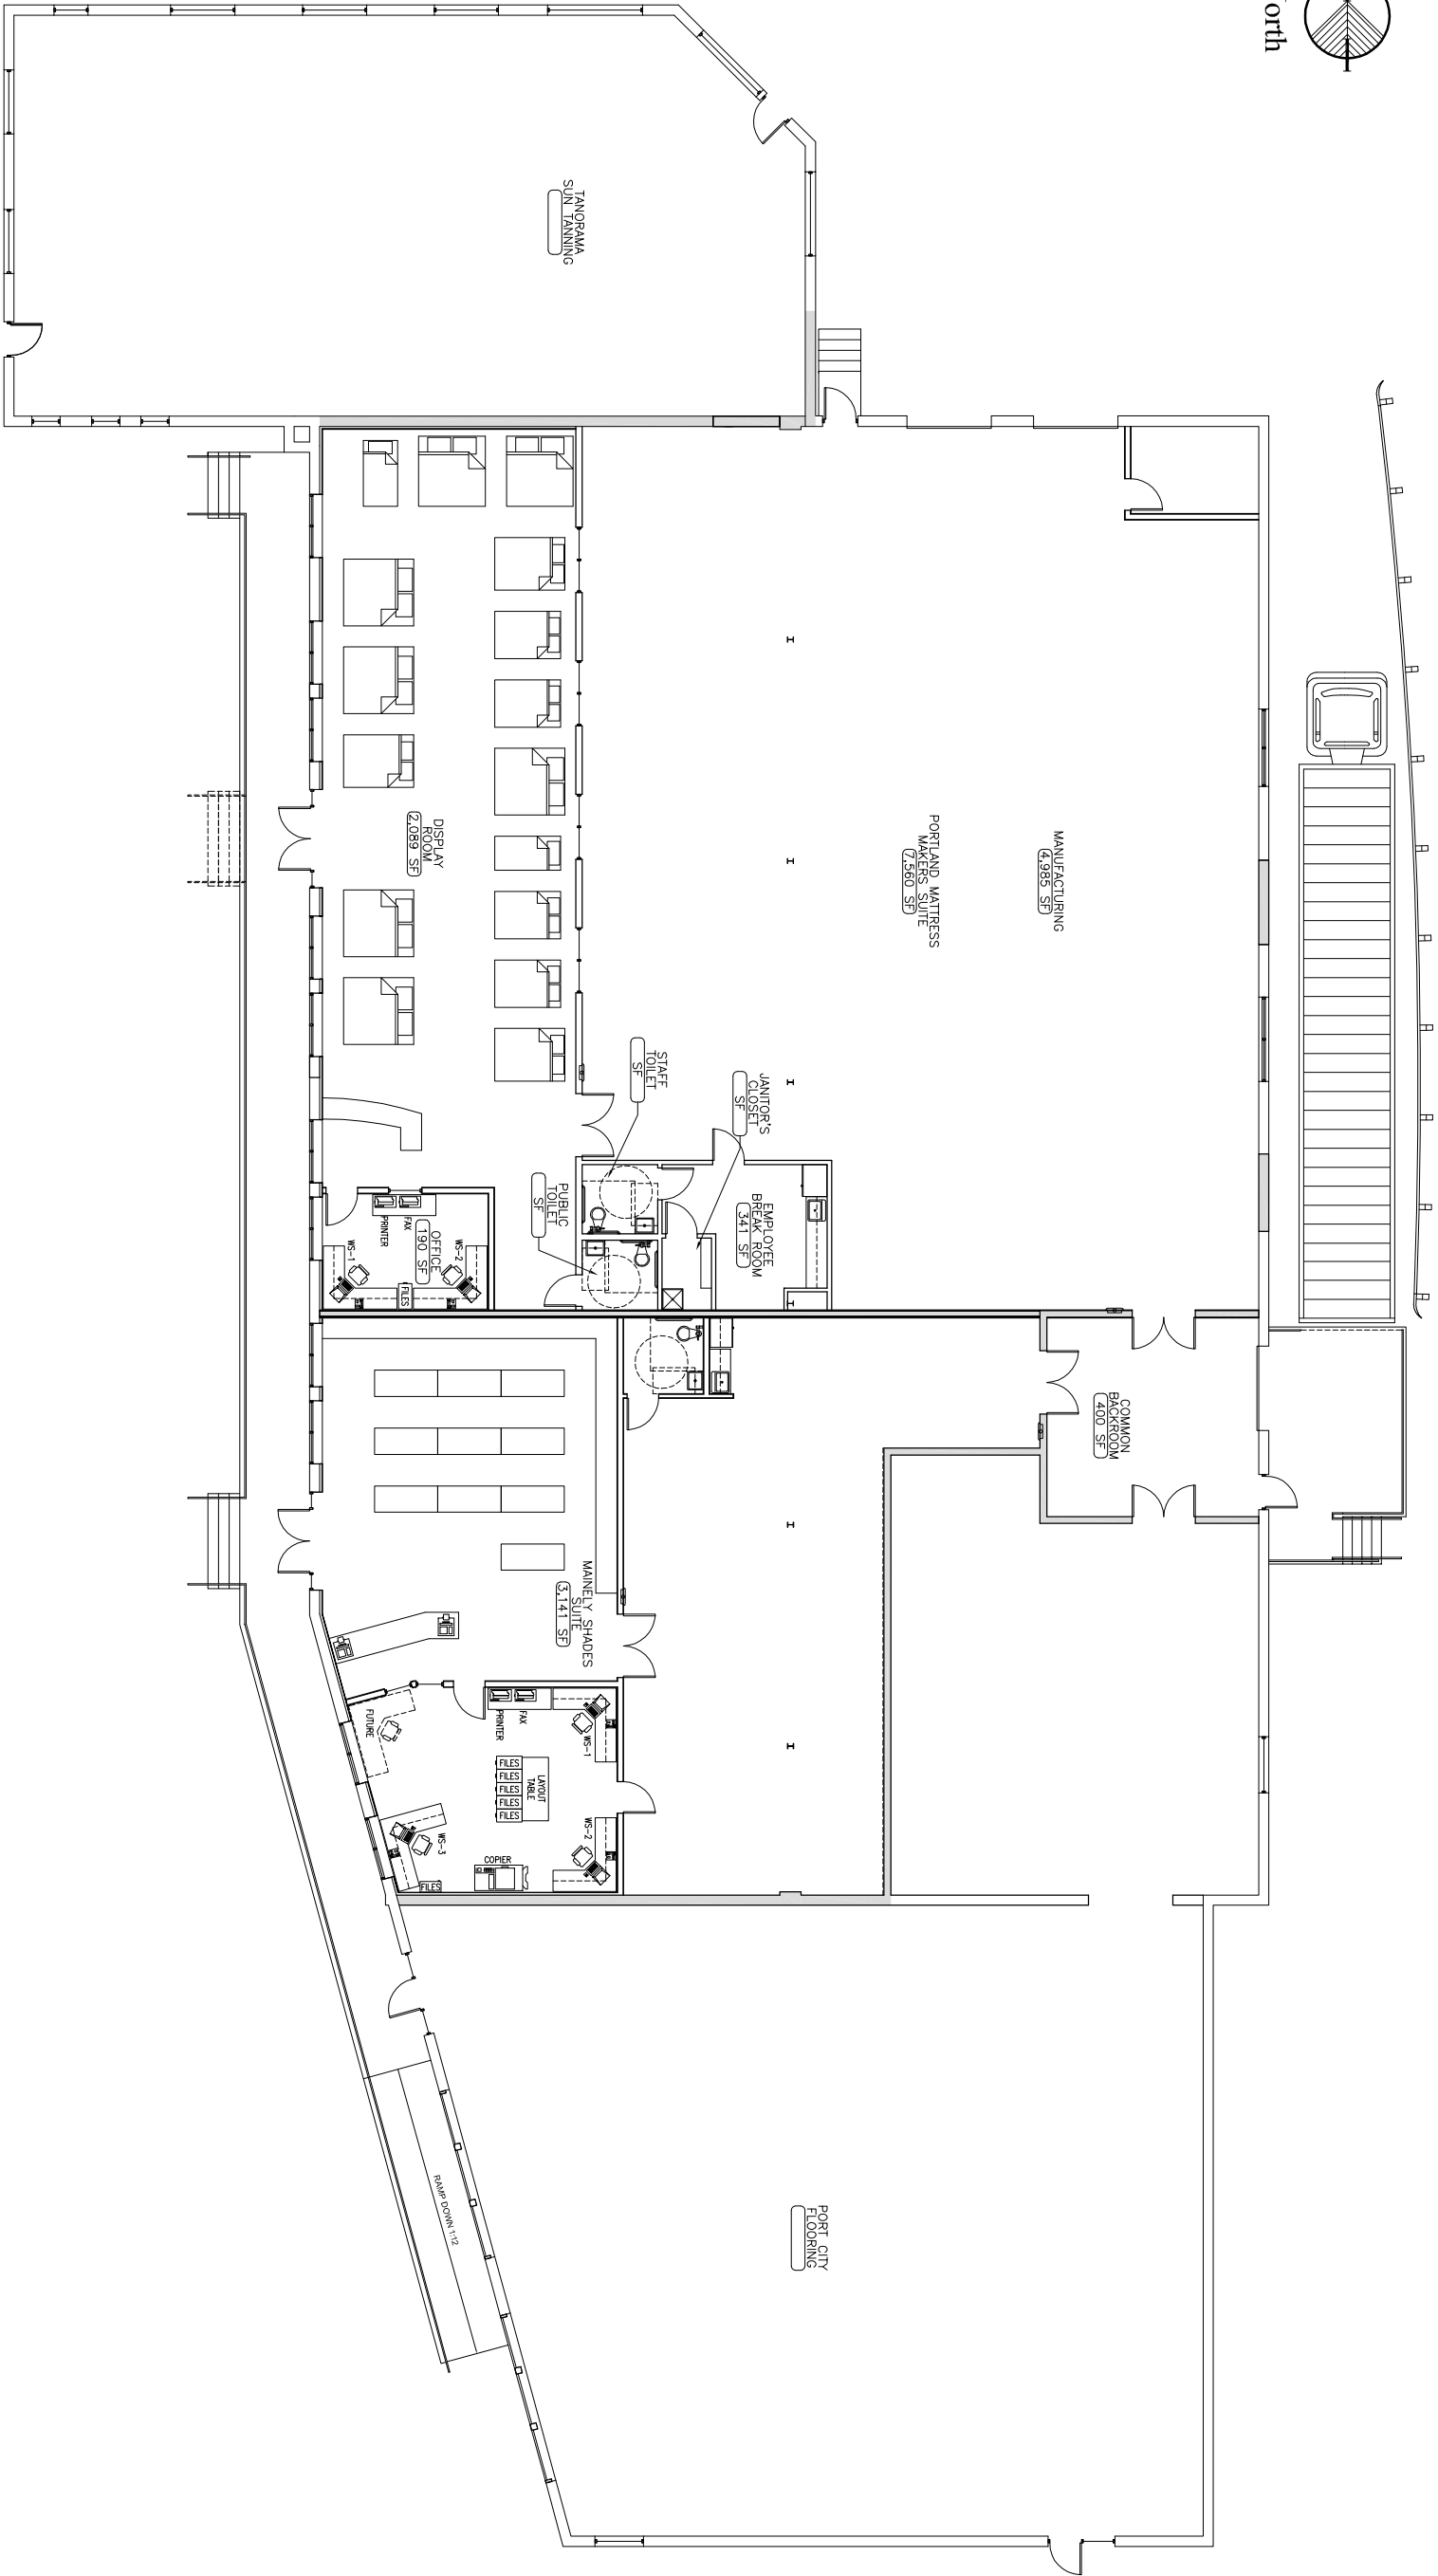 orth
TANORAMA
SUN TANNING
MANUFACTURING
4,985 SF
PORTLAND MATTRESS
MAKERS SUITE
7,560 SF
DISPLAY
ROOM
2,089 SF
STAFF
TOILET
SF
JANITOR'S
CLOSET
SF
PUBLIC
TOILET
SF
EMPLOYEE
BREAK ROOM
341 SF
OFFICE
190 SF
FAX
PRINTER
WS-1
WS-2
FILES
COMMON
BACKROOM
400 SF
MAINELY SHADES
SUITE
3,141 SF
FUTURE
FAX
PRINTER
WS-1
LAYOUT
TABLE
FILES
FILES
FILES
FILES
FILES
WS-2
WS-3
COPIER
FILES
RAMP DOWN 1:12
PORT CITY
FLOORING